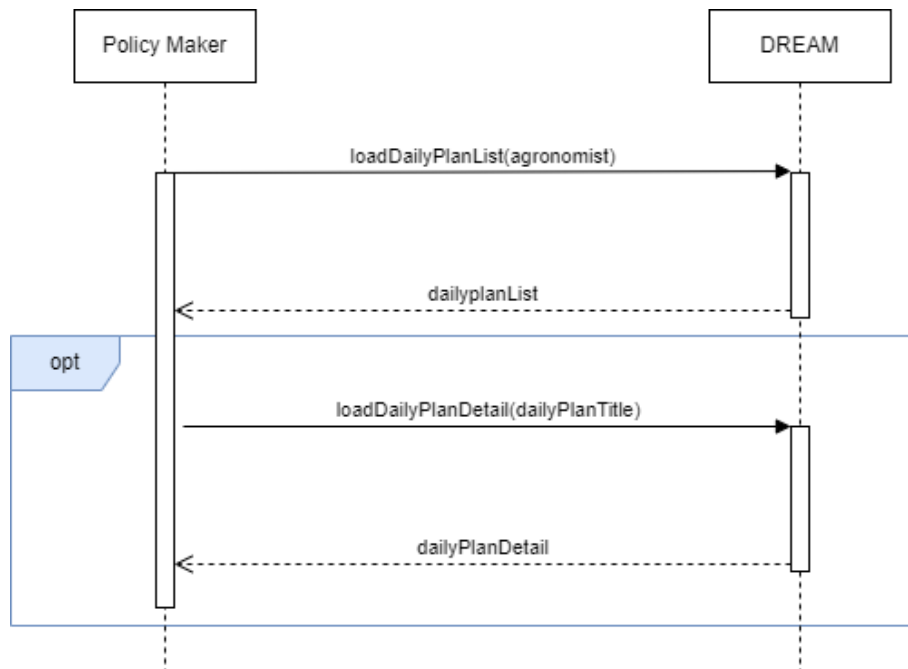 Policy Maker
DREAM
loadDailyPlanList(agronomist)
dailyplanList
opt
loadDailyPlanDetail(dailyPlanTitle)
dailyPlanDetail